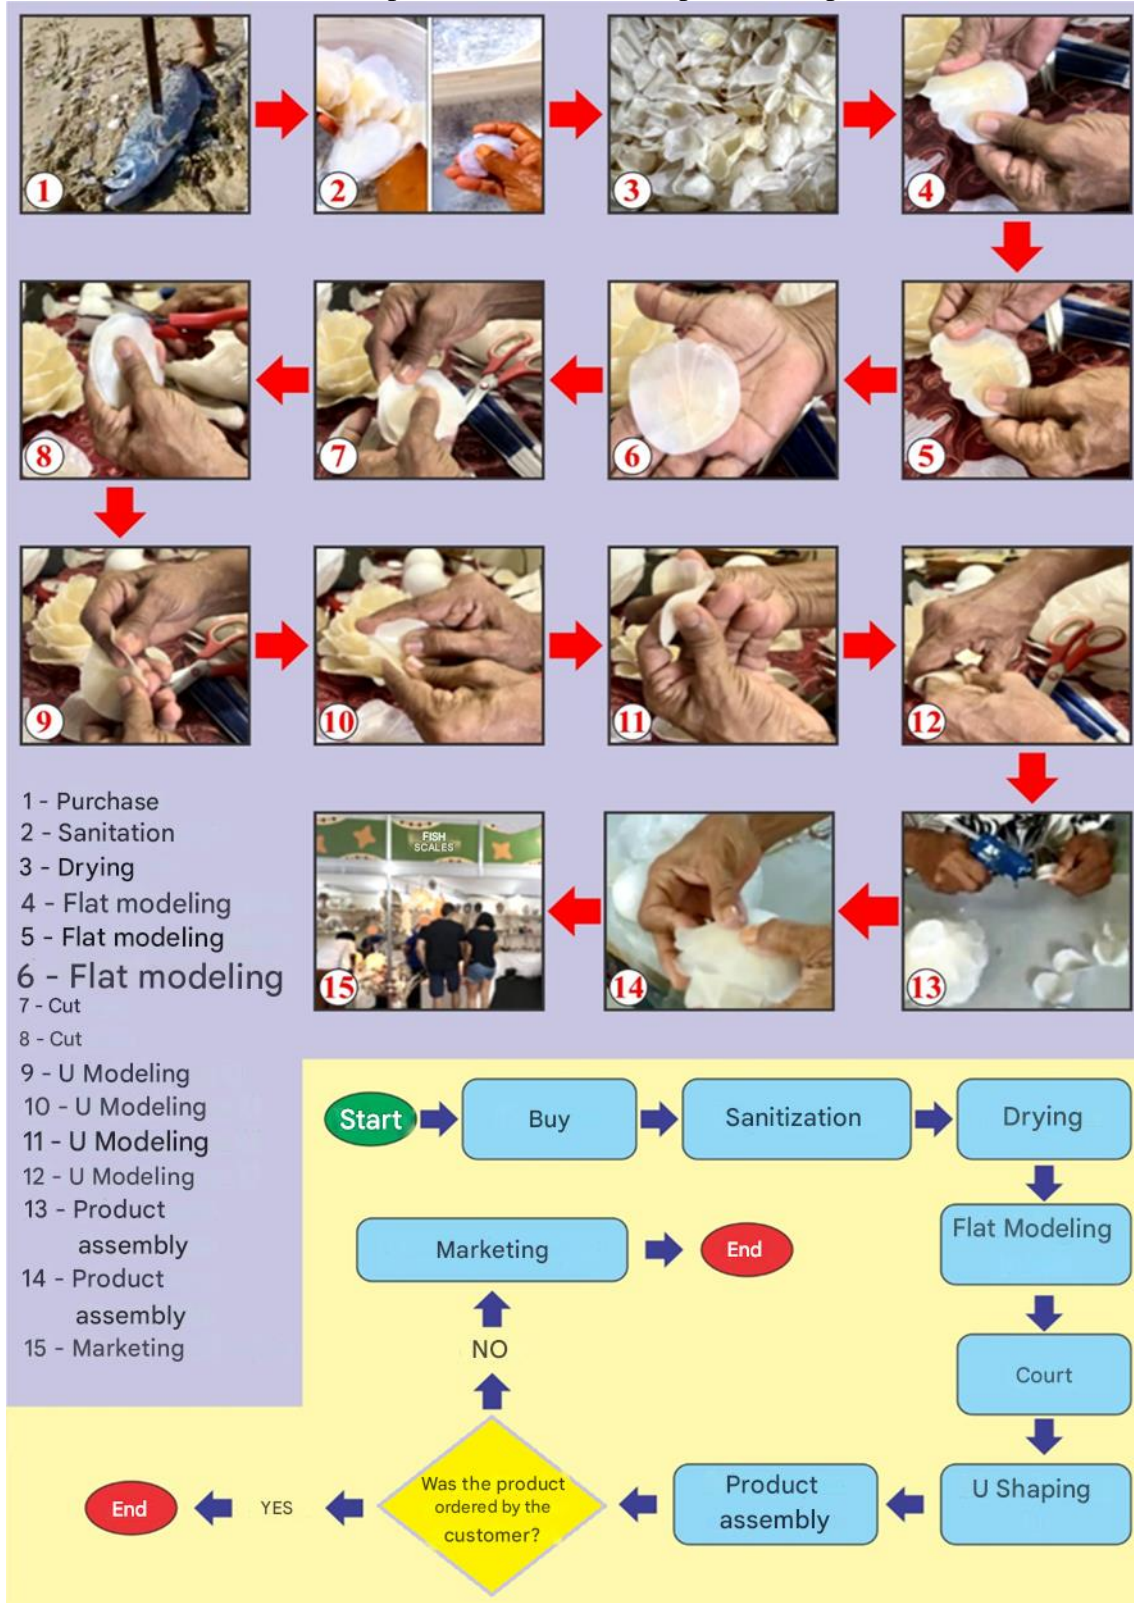 1
2
3
4
8
7
6
5
9
10
11
12
FISH
SCALES
15
14
13
1 - Purchase
2 - Sanitation
3 - Drying
4 - Flat modeling
5 - Flat modeling
6 - Flat modeling
7 - Cut
8 - Cut
9 - U Modeling
10 - U Modeling
11 - U Modeling
12 - U Modeling
13 - Product
assembly
14 - Product
assembly
15 - Marketing
Start
Buy
Sanitization
Drying
Flat Modeling
Marketing
End
NO
Court
Was the product
ordered by the
customer?
Product
assembly
U Shaping
YES
End